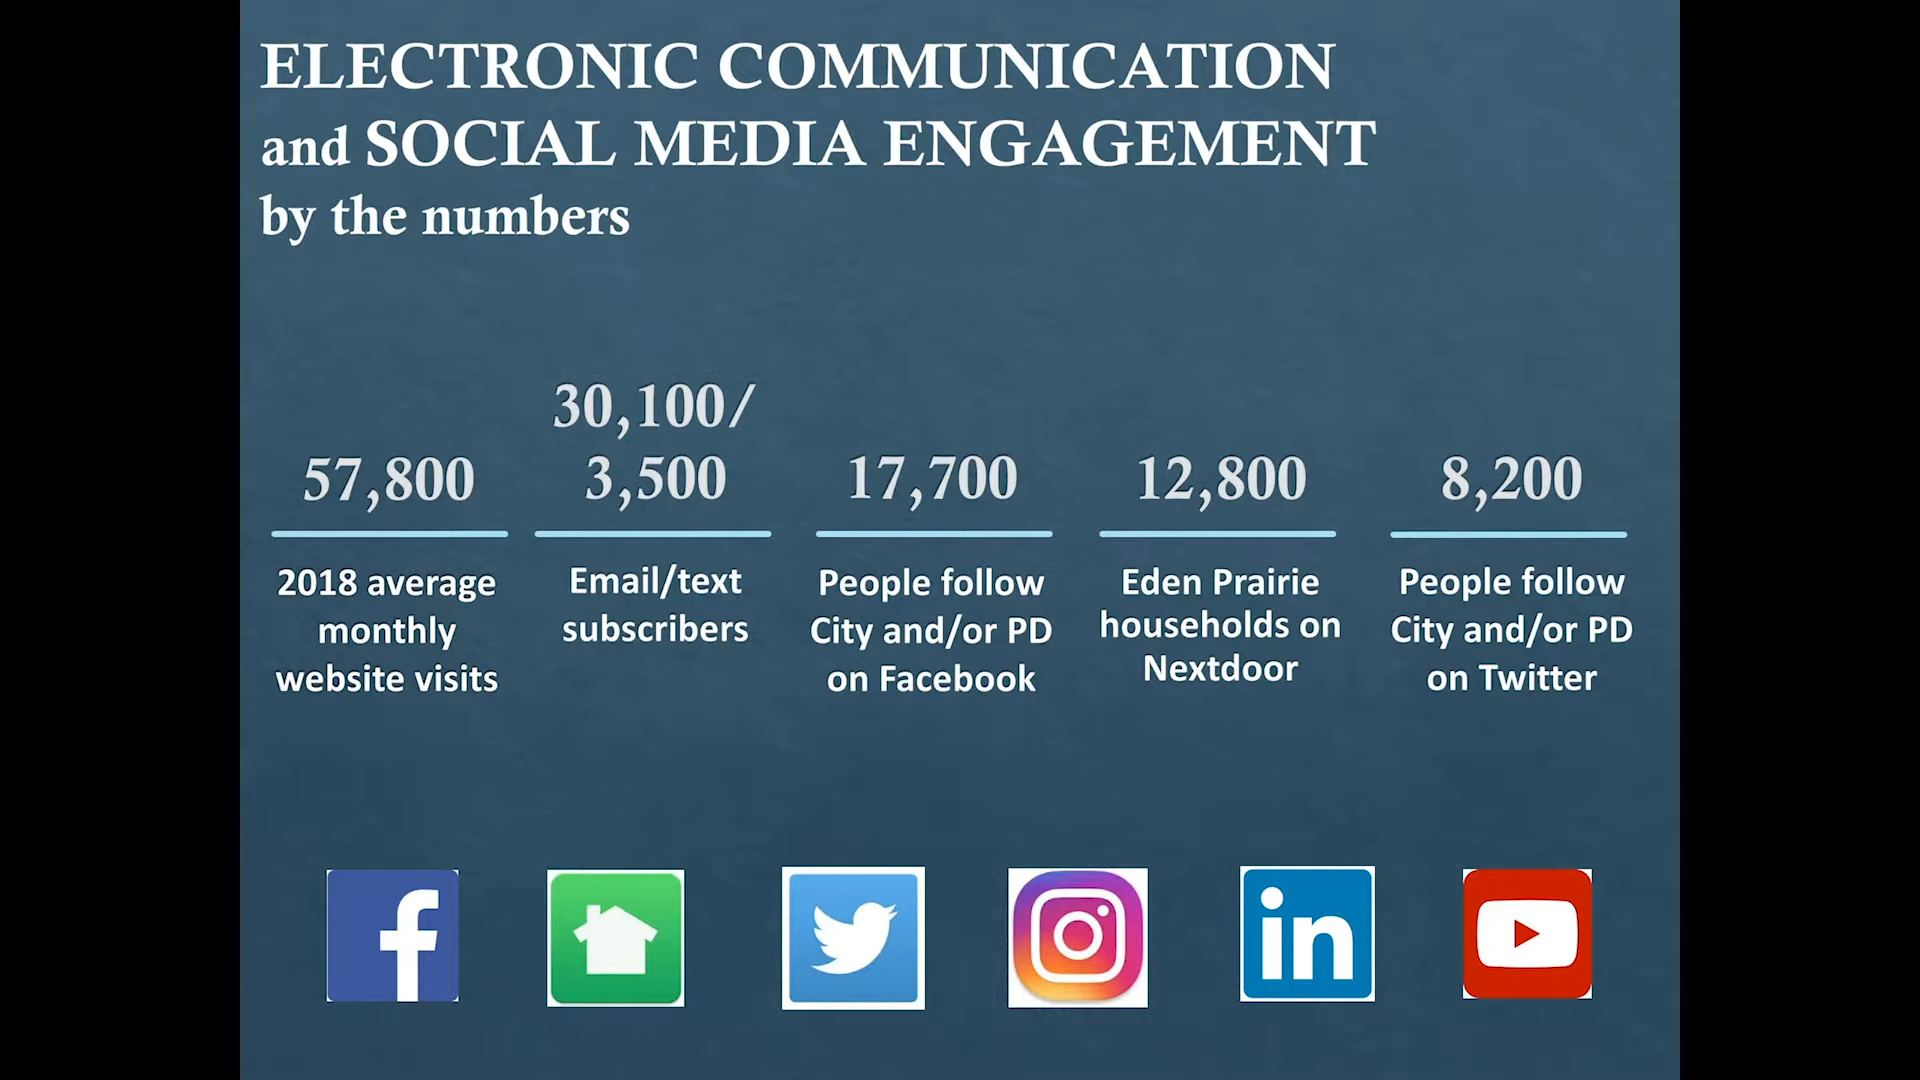 ELECTRONIC COMMUNICATION
and SOCIAL MEDIA ENGAGEMENT
by the numbers
57,800
2018 average
monthly
website visits
30,100/
3,500
Email/text
subscribers
17,700
People follow
City and/or PD
on Facebook
12,800
Eden Prairie
households on
Nextdoor
8,200
People follow
City and/or PD
on Twitter
f
in